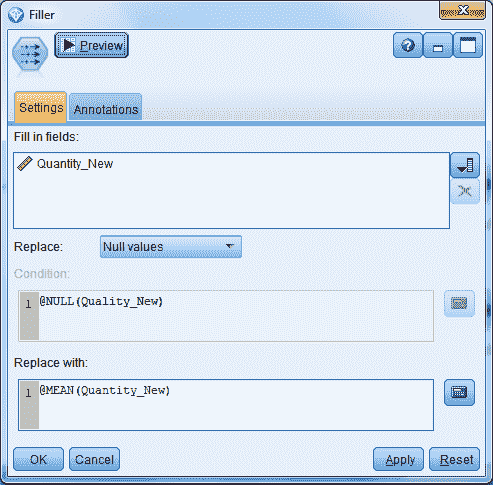 Filler
Preview
?
Settings Annotations
Fill in fields:
Quantity_New
Replace: Null values
Condition:
1 @NULL(Quality_New)
Replace with:
1 @MEAN(Quantity_New)
OK Cancel Apply Reset